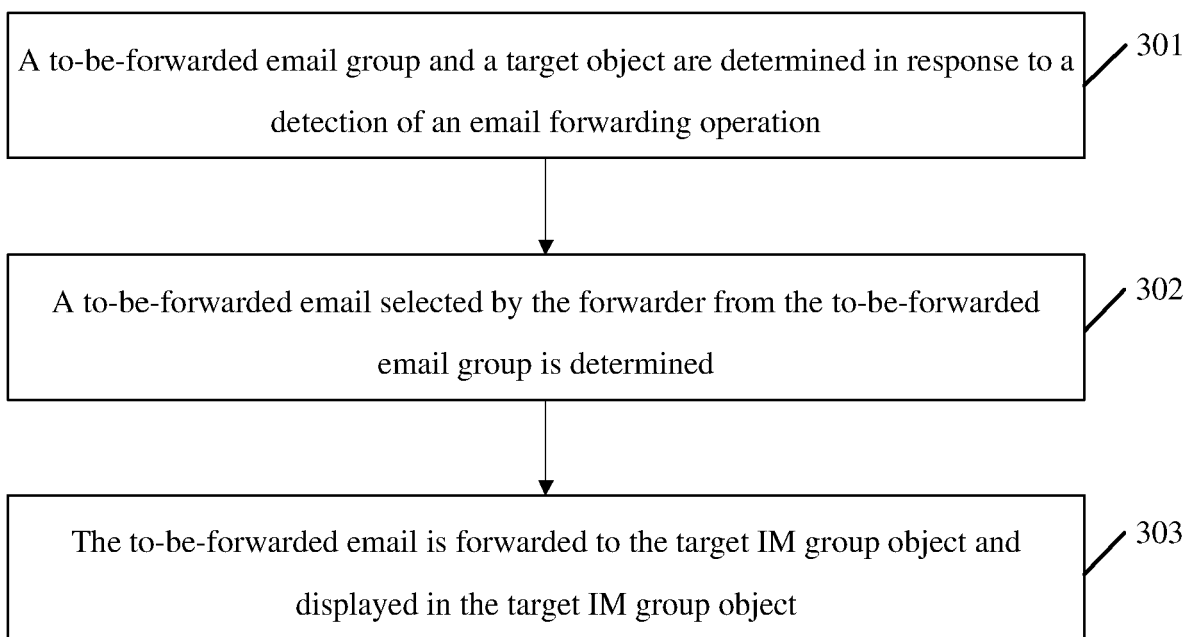 A to-be-forwarded email group and a target object are determined in response to a
detection of an email forwarding operation
301
A to-be-forwarded email selected by the forwarder from the to-be-forwarded
email group is determined
302
The to-be-forwarded email is forwarded to the target IM group object and
displayed in the target IM group object
303